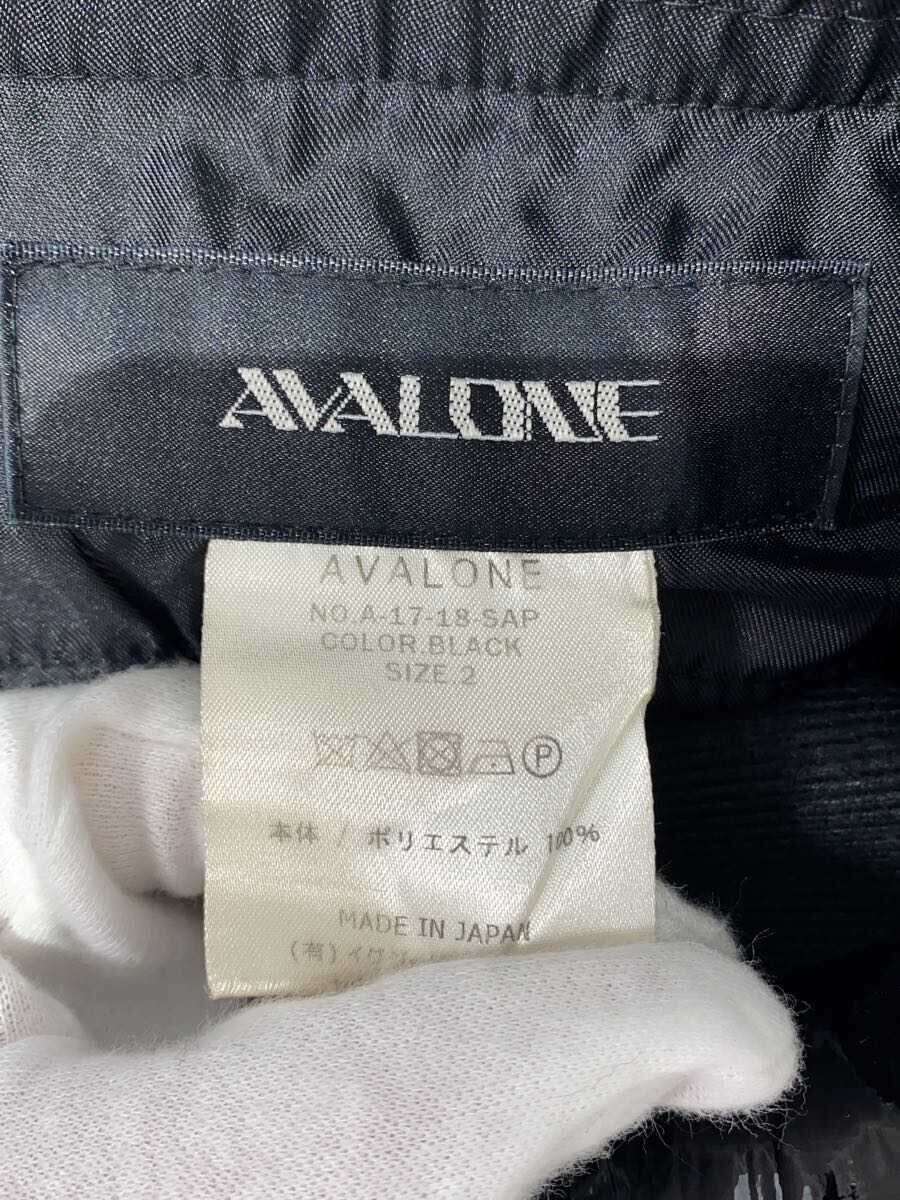 AVALONE
AVALONE
NO.A-17-18-SAP
COLOR.BLACK
SIZE.2
P
本体 / ポリエステル 100%
MADE IN JAPAN
(有)